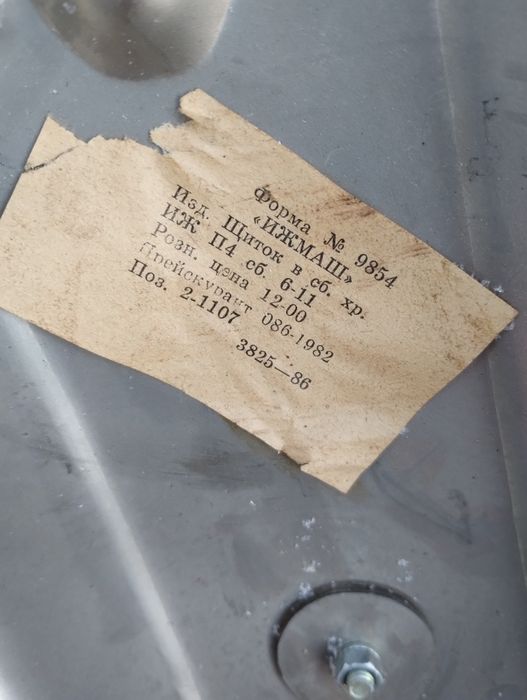 Форма № 9854
«ИЖМАШ»
Изд. Щиток в сб. хр.
ИЖ П4 сб. 6-11
Розн. цена 12-00
Прейскурант 086-1982
Поз. 2-1107
3825—86